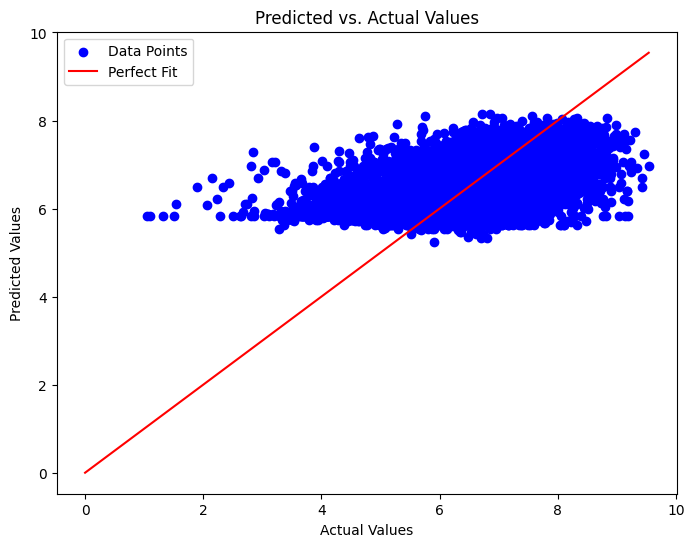 Predicted vs. Actual Values
Data Points
Perfect Fit
10
8
6
4
2
0
Predicted Values
0 2 4 6 8 10
Actual Values